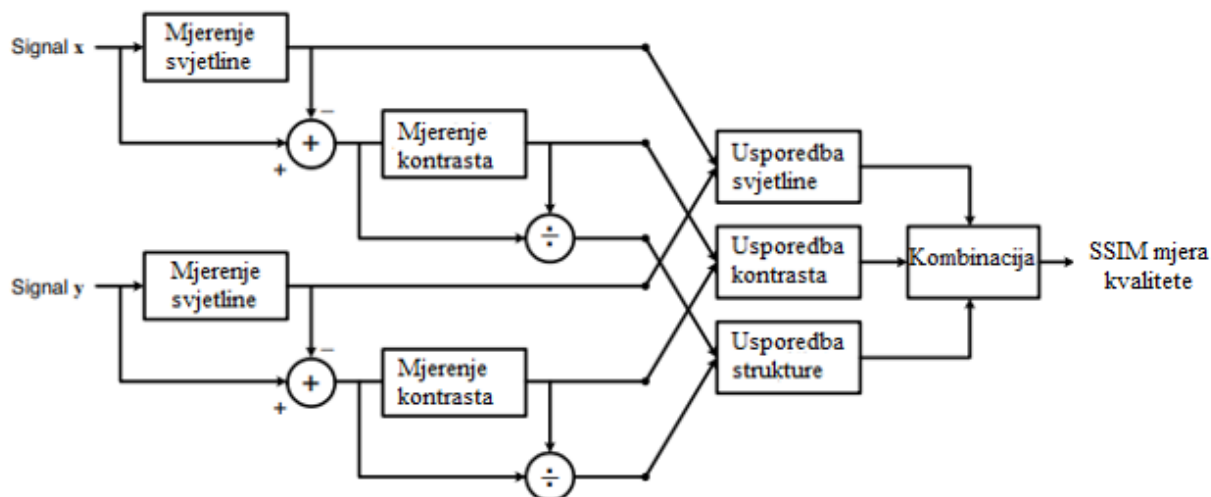 Signal x
Mjerenje
svjetline
−
+
+
Mjerenje
kontrasta
÷
Signal y
Mjerenje
svjetline
−
+
+
Mjerenje
kontrasta
÷
Usporedba
svjetline
Usporedba
kontrasta
Usporedba
strukture
Kombinacija
SSIM mjera
kvalitete